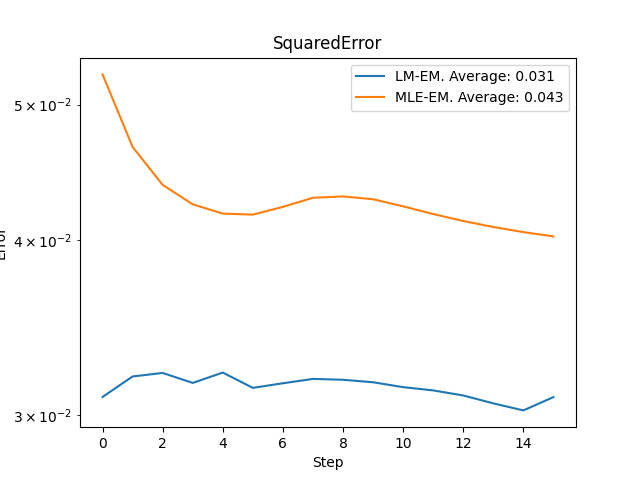 SquaredError
LM-EM. Average: 0.031
MLE-EM. Average: 0.043
5 × 10⁻²
4 × 10⁻²
3 × 10⁻²
Error
0 2 4 6 8 10 12 14
Step